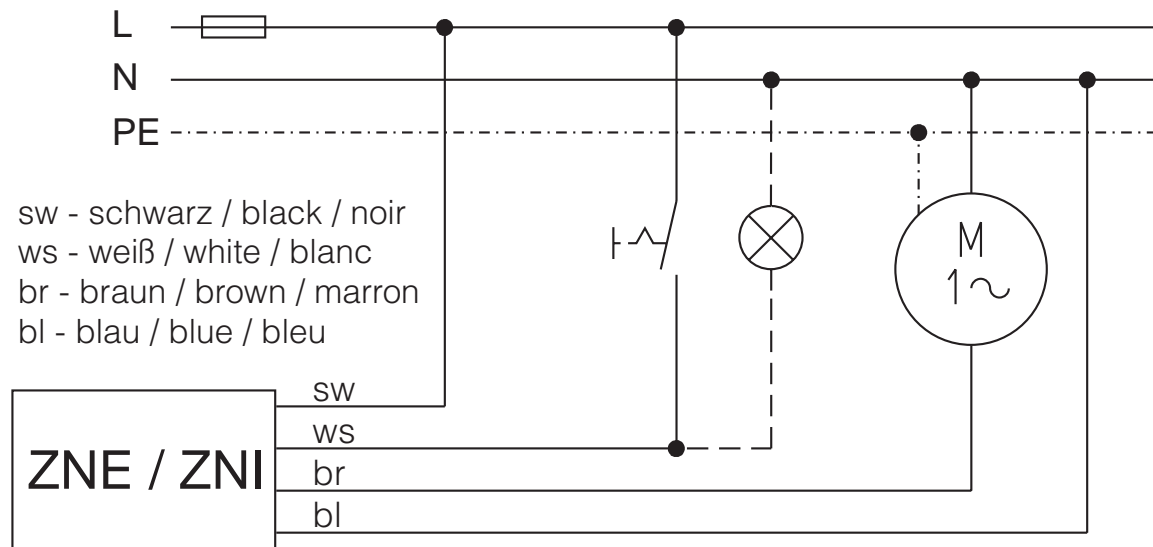 L
N
PE
sw - schwarz / black / noir
ws - weiß / white / blanc
br - braun / brown / marron
bl - blau / blue / bleu
M
1~
sw
ws
br
bl
ZNE / ZNI